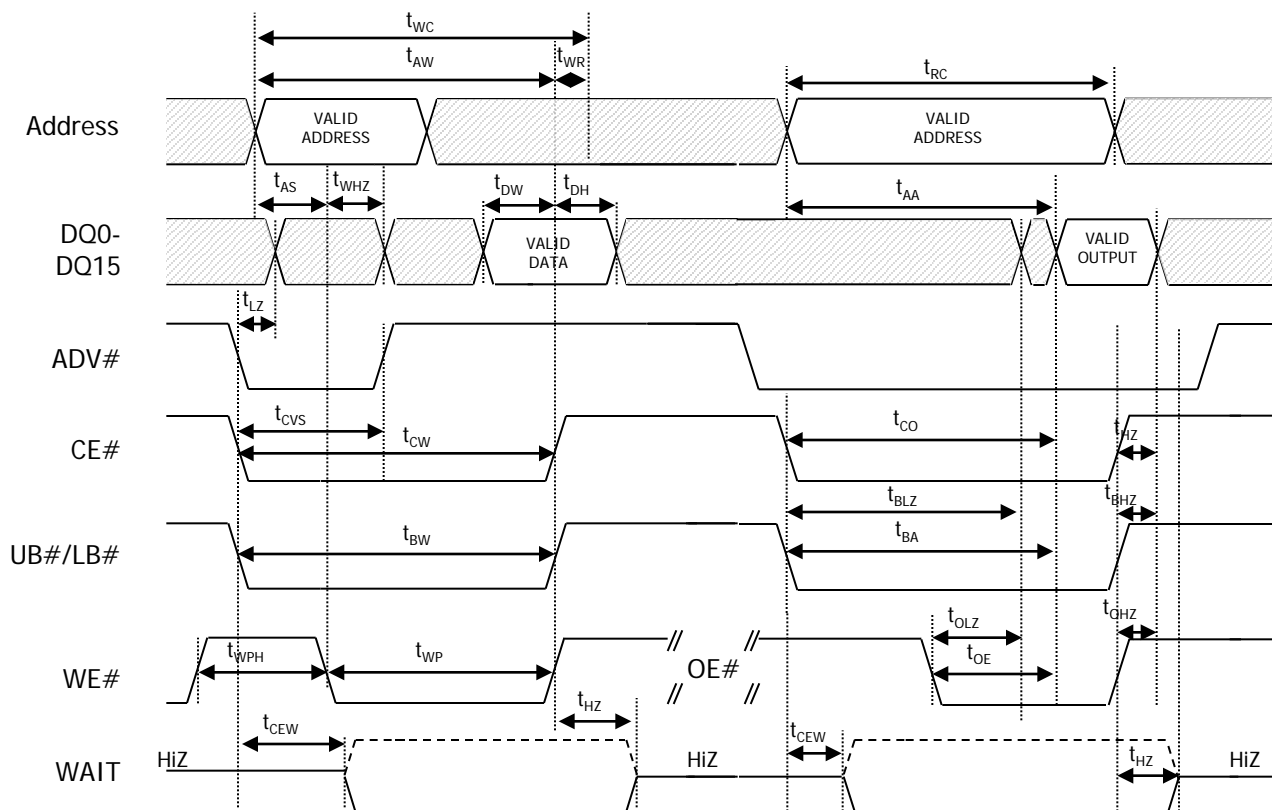 tWC
tAW
tWR
tRC
Address
VALID
ADDRESS
VALID
ADDRESS
tAS
tWHZ
tDW
tDH
tAA
DQ0-
DQ15
VALID
DATA
VALID
OUTPUT
tLZ
ADV#
tCVS
tCW
tCO
tHZ
CE#
tBLZ
tBHZ
UB#/LB#
tBW
tBA
tOLZ
tOHZ
WE#
tWPH
tWP
//
//
OE#
tOE
//
//
tCEW
tHZ
tCEW
tHZ
WAIT
HiZ
HiZ
HiZ